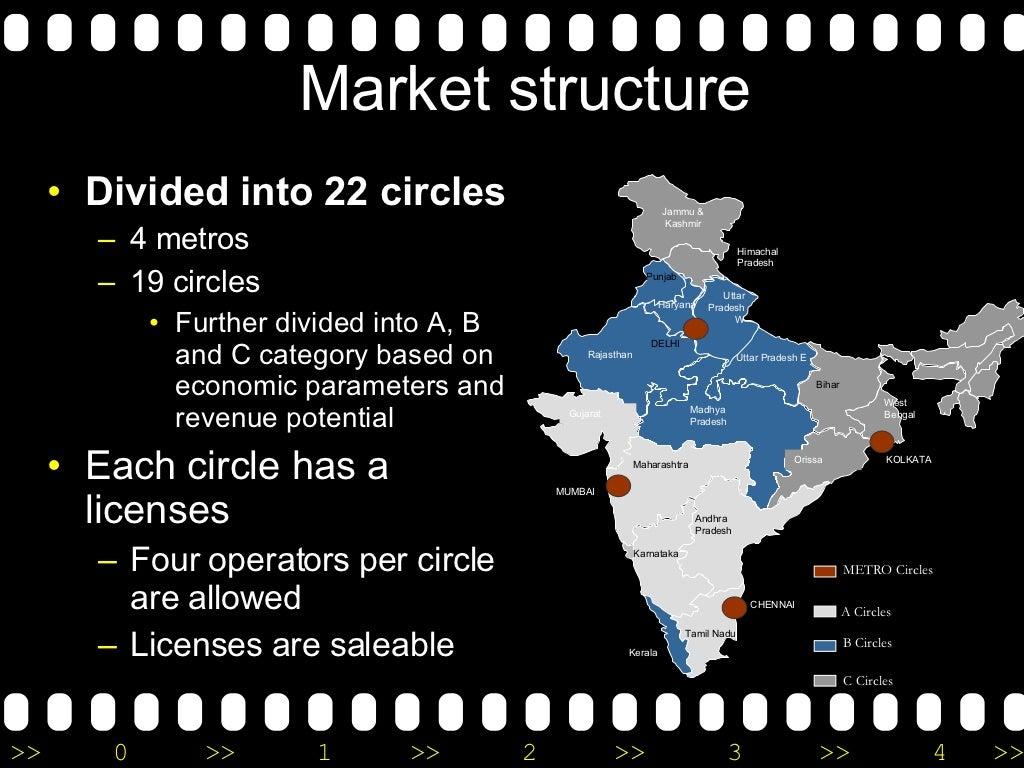 Market structure
• Divided into 22 circles
– 4 metros
– 19 circles
• Further divided into A, B
and C category based on
economic parameters and
revenue potential
• Each circle has a
licenses
– Four operators per circle
are allowed
– Licenses are saleable
Jammu &
Kashmir
Himachal
Pradesh
Punjab
Haryana
Uttar
Pradesh
W
DELHI
Rajasthan
Uttar Pradesh E
Bihar
Gujarat
Madhya
Pradesh
West
Bengal
Orissa
KOLKATA
Maharashtra
MUMBAI
Andhra
Pradesh
Karnataka
CHENNAI
Tamil Nadu
Kerala
METRO Circles
A Circles
B Circles
C Circles
>> 0 >> 1 >> 2 >> 3 >> 4 >>